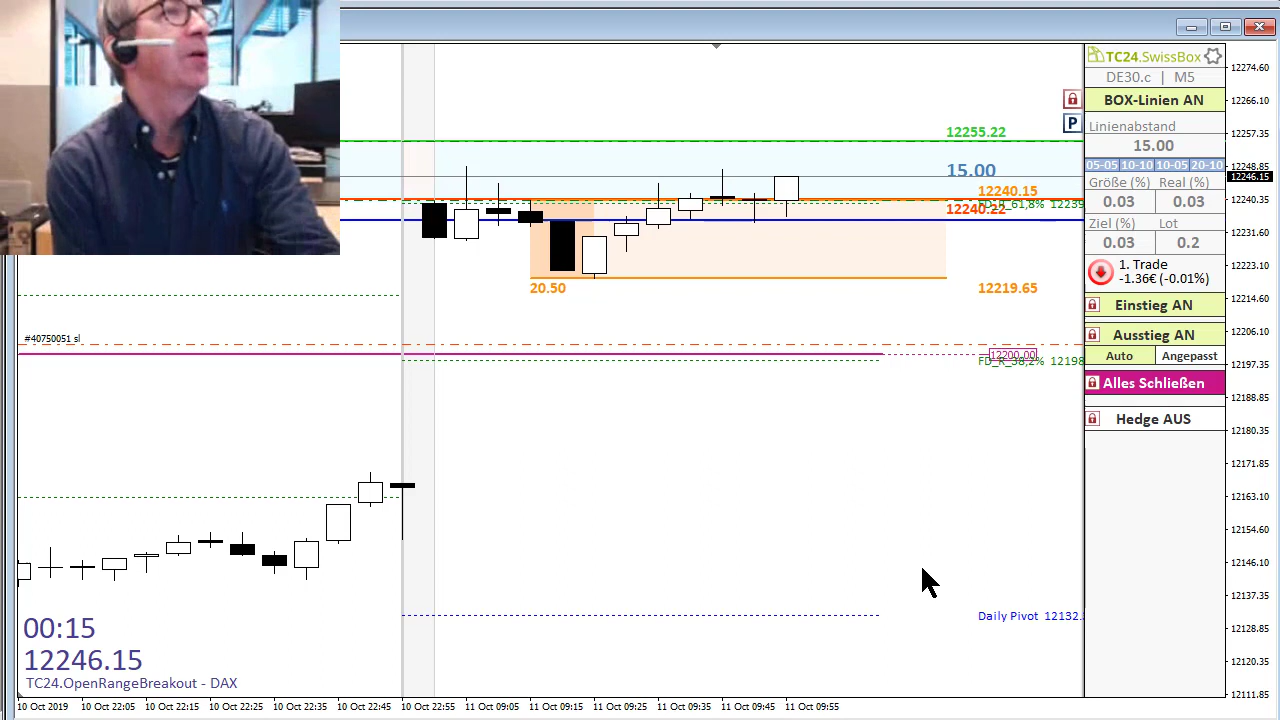 TC24.SwissBox
DE30.c | M5
BOX-Linien AN
Linienabstand
15.00
05-05 10-10 10-05 20-10
Größe (%) Real (%)
0.03 0.03
Ziel (%) Lot
0.03 0.2
1. Trade
-1.36€ (-0.01%)
Einstieg AN
Ausstieg AN
Auto Angepasst
Alles Schließen
Hedge AUS
P
12274.60
12266.10
12257.35
12248.85
12246.15
12240.35
12231.60
12223.10
12214.60
12206.10
12197.35
12188.85
12180.35
12171.85
12163.10
12154.60
12146.10
12137.35
12128.85
12120.35
12111.85
12255.22
15.00
12240.15
12240.22
20.50
12219.65
#40750051 sl
12200.00
FD_R_38,2% 12198
Daily Pivot 12132.
00:15
12246.15
TC24.OpenRangeBreakout - DAX
10 Oct 2019 10 Oct 22:05 10 Oct 22:15 10 Oct 22:25 10 Oct 22:35 10 Oct 22:45 10 Oct 22:55 11 Oct 09:05 11 Oct 09:15 11 Oct 09:25 11 Oct 09:35 11 Oct 09:45 11 Oct 09:55